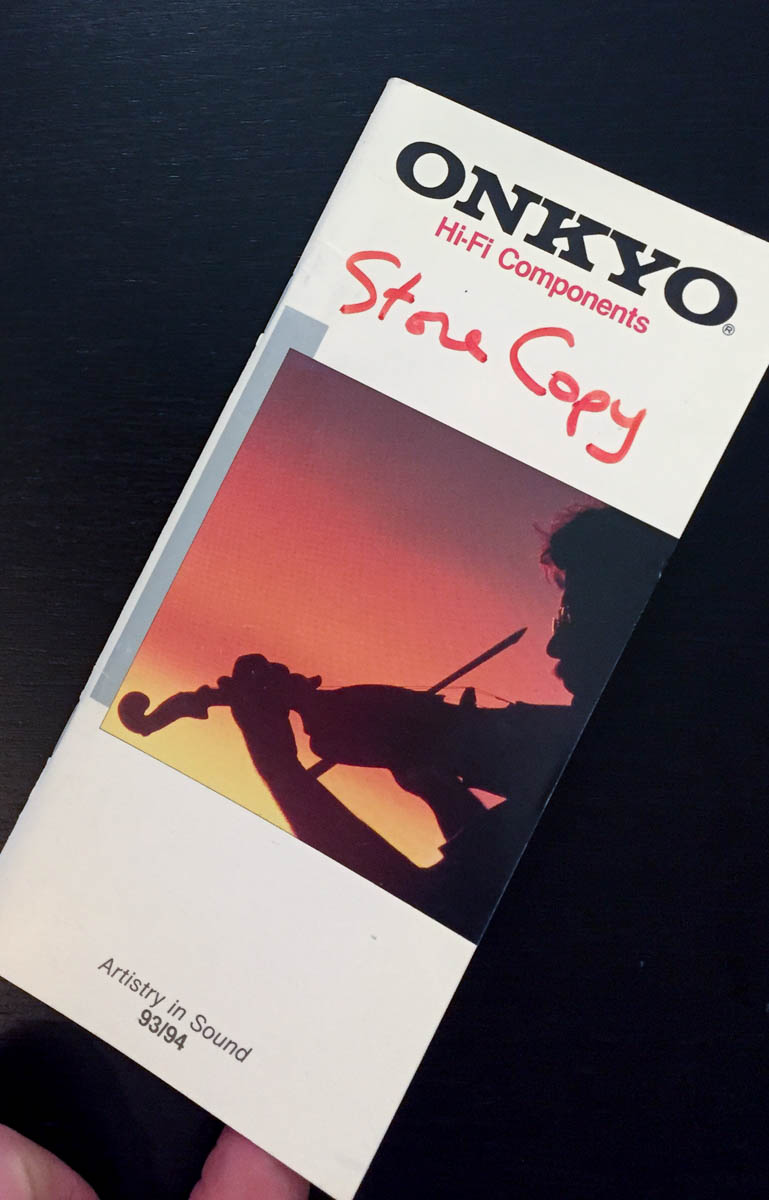 ONKYO®
Hi-Fi Components
Store Copy
Artistry in Sound
93/94